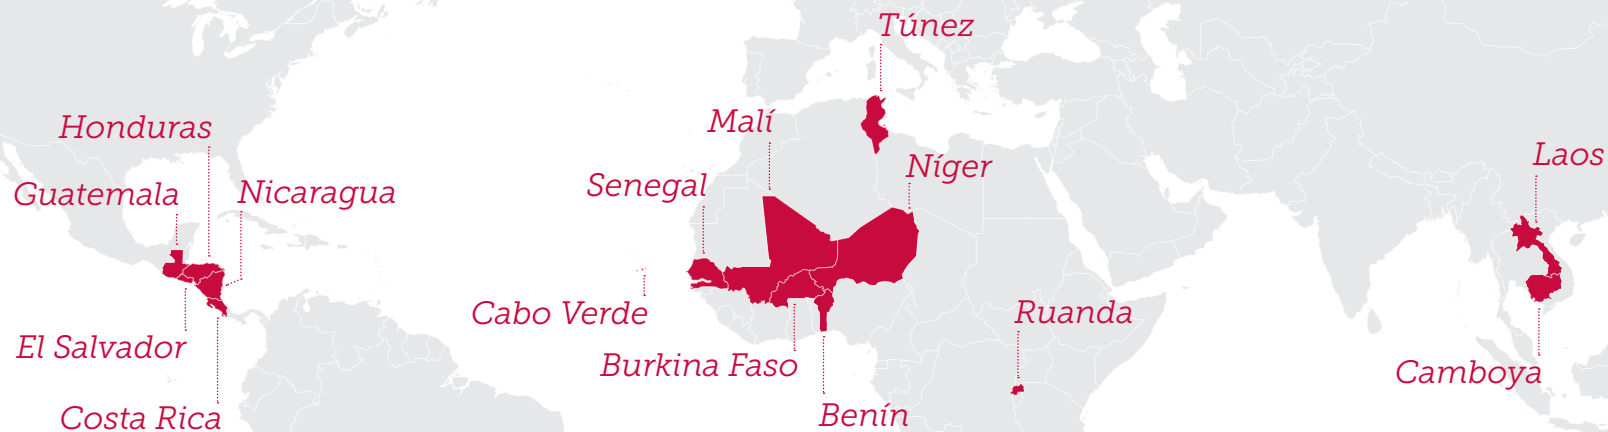 Honduras
Guatemala
Nicaragua
El Salvador
Costa Rica
Túnez
Malí
Níger
Senegal
Cabo Verde
Burkina Faso
Benín
Ruanda
Laos
Camboya